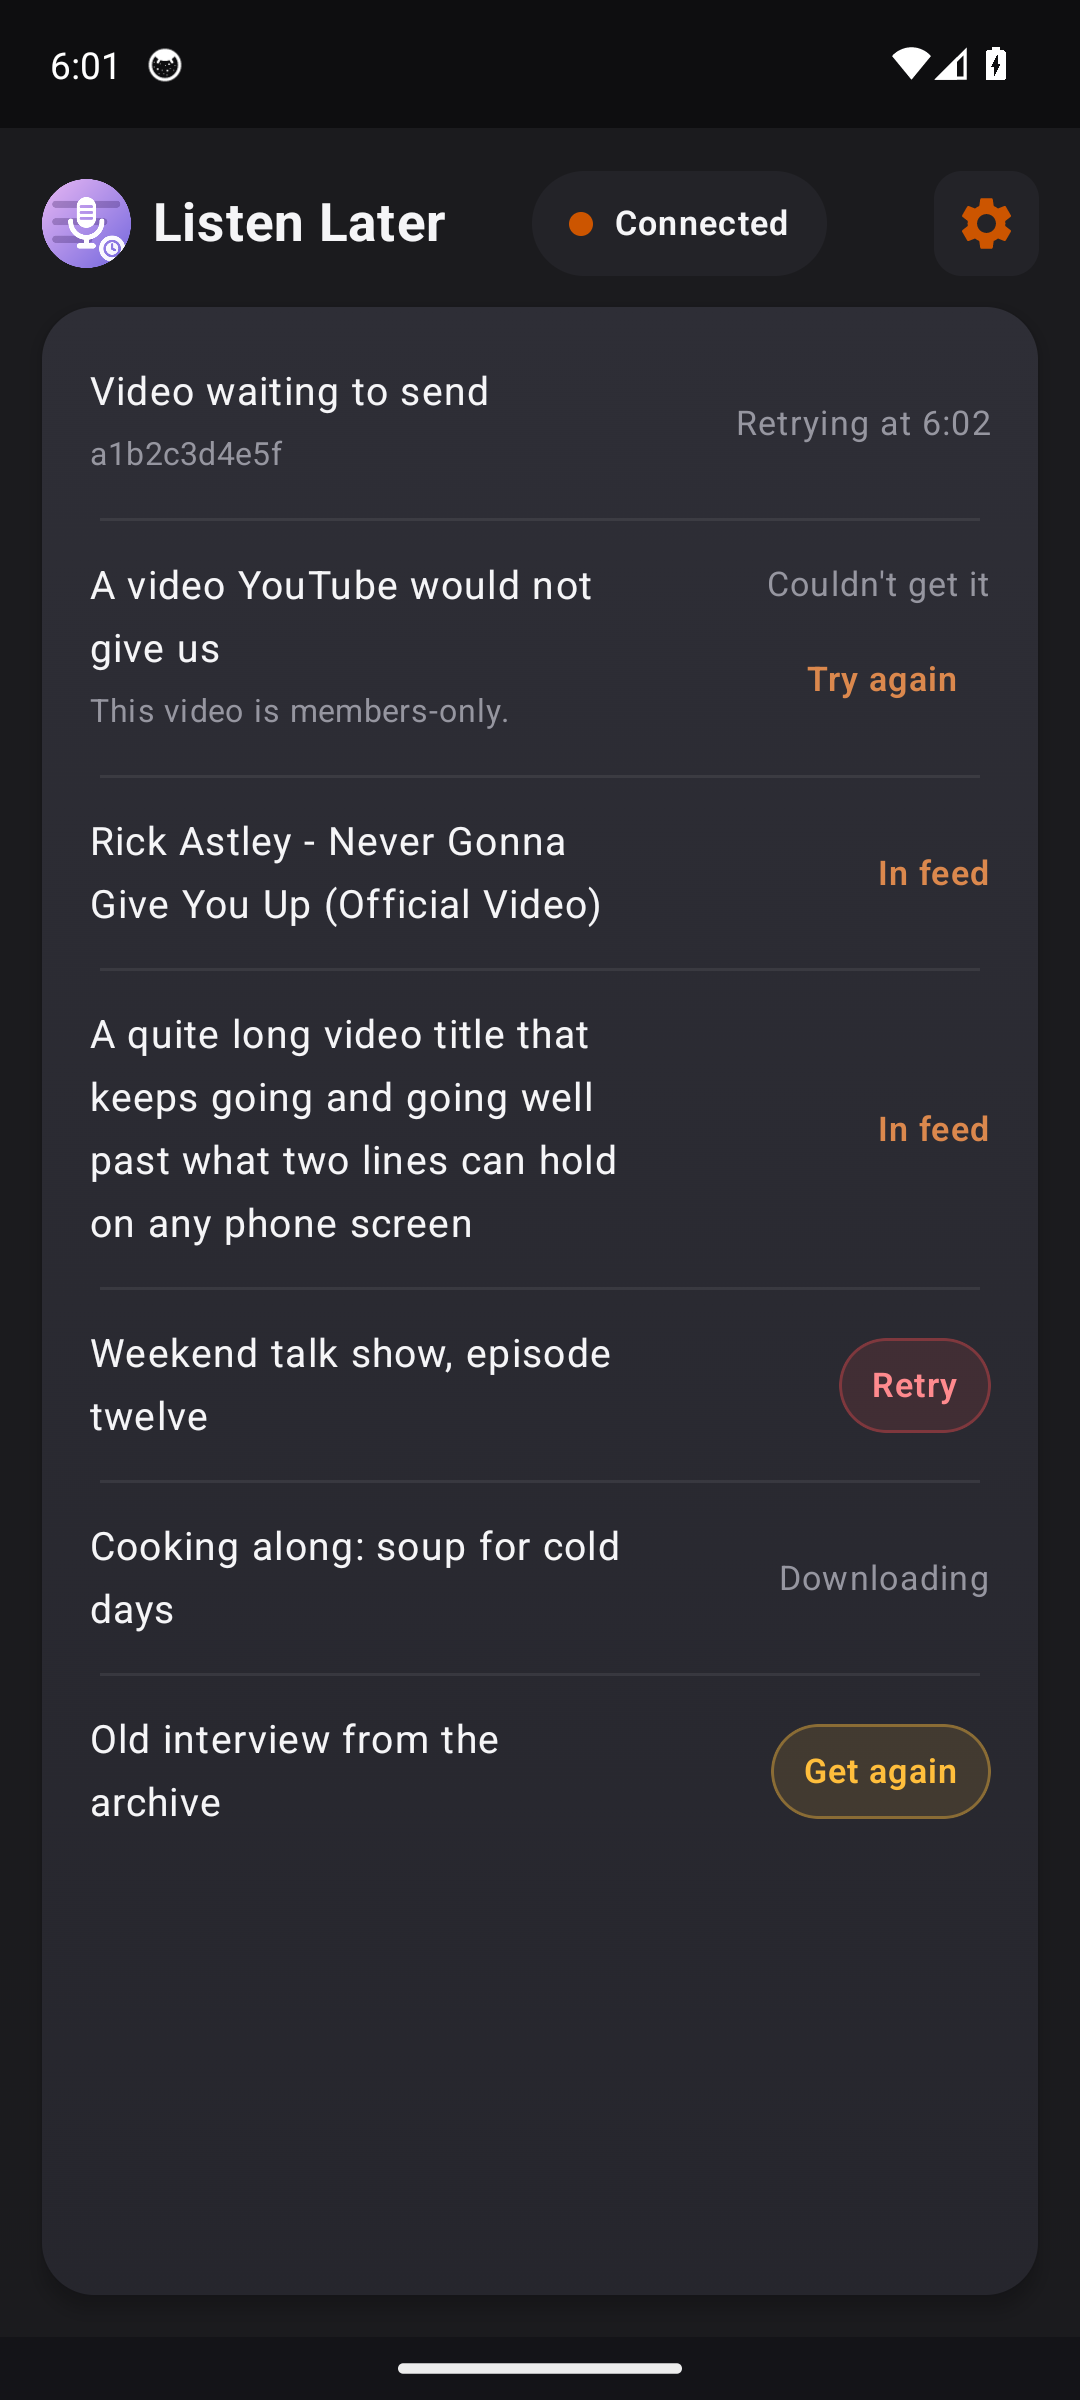 6:01
Listen Later
Connected
Video waiting to send
a1b2c3d4e5f
Retrying at 6:02
A video YouTube would not
give us
This video is members-only.
Couldn't get it
Try again
Rick Astley - Never Gonna
Give You Up (Official Video)
In feed
A quite long video title that
keeps going and going well
past what two lines can hold
on any phone screen
In feed
Weekend talk show, episode
twelve
Retry
Cooking along: soup for cold
days
Downloading
Old interview from the
archive
Get again